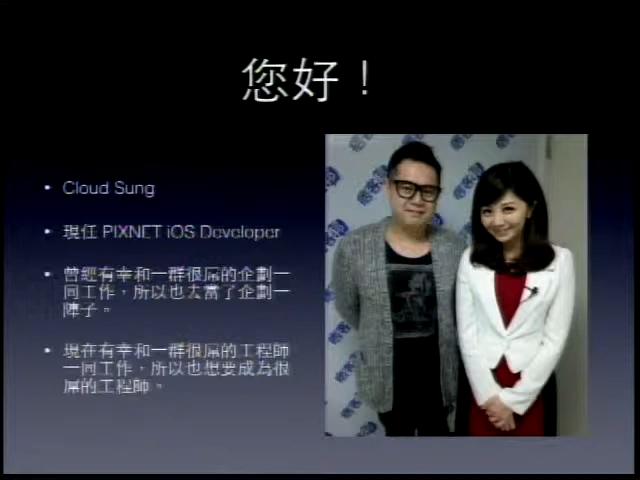 您好！
• Cloud Sung
• 現任 PIXNET iOS Developer
• 曾經有幸和一群很屌的企劃一
同工作，所以也去當了企劃一
陣子。
• 現在有幸和一群很屌的工程師
一同工作，所以也想要成為很
屌的工程師。